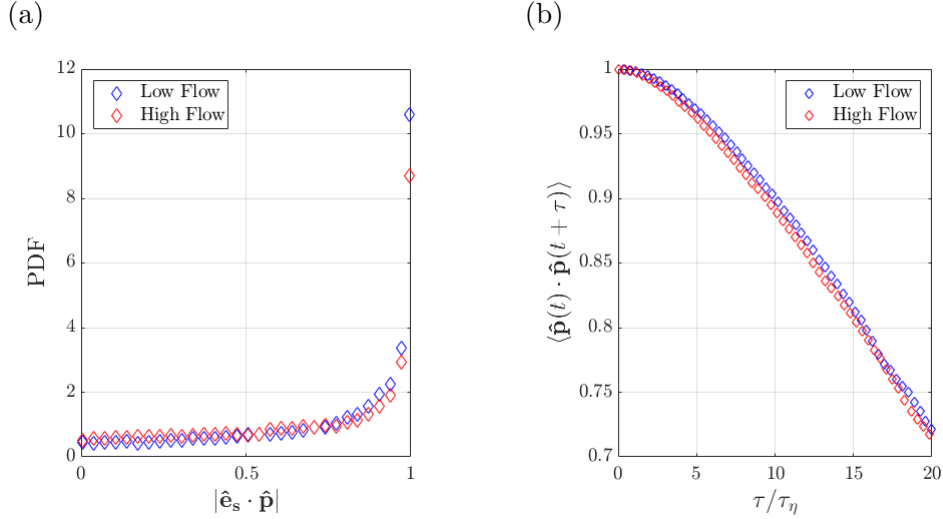 (a)
12
10
8
6
4
2
0
PDF
Low Flow
High Flow
0
0.5
1
|ê_s · p̂|
(b)
1
0.95
0.9
0.85
0.8
0.75
0.7
⟨p̂(t) · p̂(t + τ)⟩
Low Flow
High Flow
0
5
10
15
20
τ/τ_η